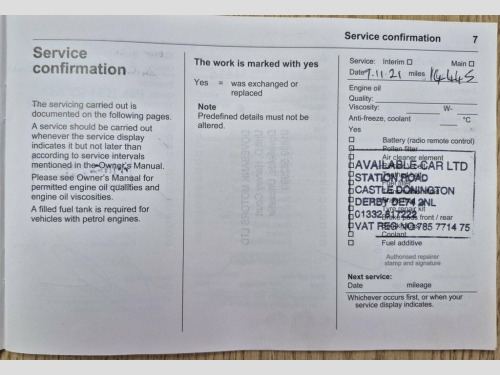 Service confirmation 7
Service
confirmation
The servicing carried out is
documented on the following pages.
A service should be carried out
whenever the service display
indicates it but not later than
according to service intervals
mentioned in the Owner's Manual.
Please see Owner's Manual for
permitted engine oil qualities and
engine oil viscosities.
A filled fuel tank is required for
vehicles with petrol engines.
The work is marked with yes
Yes = was exchanged or
replaced
Note
Predefined details must not be
altered.
Service: Interim ☐ Main ☐
Date 9.11.21 miles 16445
Engine oil
Quality:
Viscosity: W-
Anti-freeze, coolant °C
Yes
☐ Battery (radio remote control)
☐ Pollen filter
☐ Air cleaner element
AVAILABLE CAR LTD
STATION ROAD
CASTLE DONINGTON
DERBY DE74 2NL
01332 817222
VAT REG NO 785 7714 75
Brake pads front / rear
Coolant
☐ Fuel additive
Authorised repairer
stamp and signature
Next service:
Date mileage
Whichever occurs first, or when your
service display indicates.